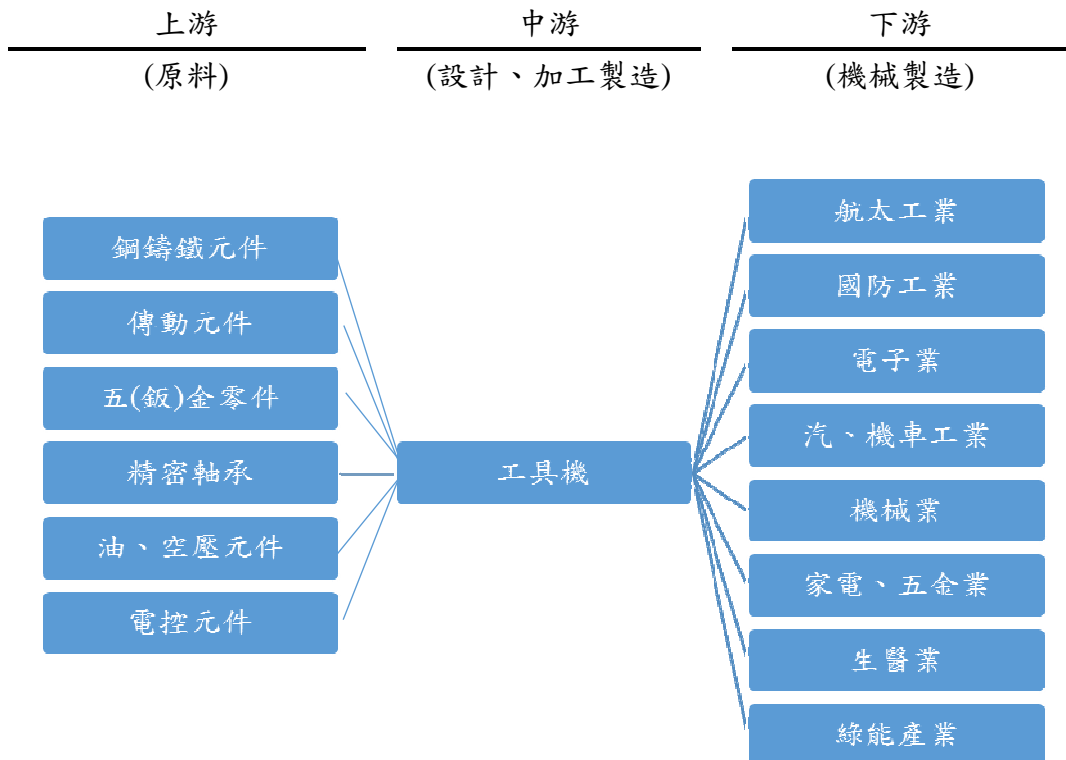 上游
(原料)
中游
(設計、加工製造)
下游
(機械製造)
鋼鑄鐵元件
傳動元件
五(鈑)金零件
精密軸承
油、空壓元件
電控元件
工具機
航太工業
國防工業
電子業
汽、機車工業
機械業
家電、五金業
生醫業
綠能產業